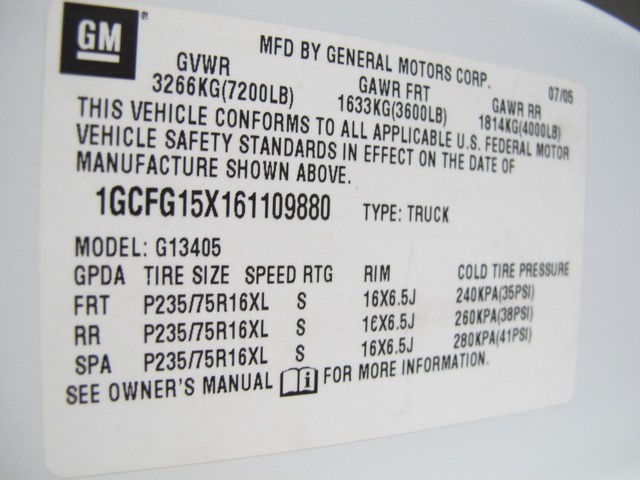 GM
MFD BY GENERAL MOTORS CORP. 07/05
GVWR GAWR FRT GAWR RR
3266KG(7200LB) 1633KG(3600LB) 1814KG(4000LB)
THIS VEHICLE CONFORMS TO ALL APPLICABLE U.S. FEDERAL MOTOR
VEHICLE SAFETY STANDARDS IN EFFECT ON THE DATE OF
MANUFACTURE SHOWN ABOVE.
1GCFG15X161109880 TYPE: TRUCK
MODEL: G13405
GPDA TIRE SIZE SPEED RTG RIM COLD TIRE PRESSURE
FRT P235/75R16XL S 16X6.5J 240KPA(35PSI)
RR P235/75R16XL S 16X6.5J 260KPA(38PSI)
SPA P235/75R16XL S 16X6.5J 280KPA(41PSI)
SEE OWNER'S MANUAL i FOR MORE INFORMATION.